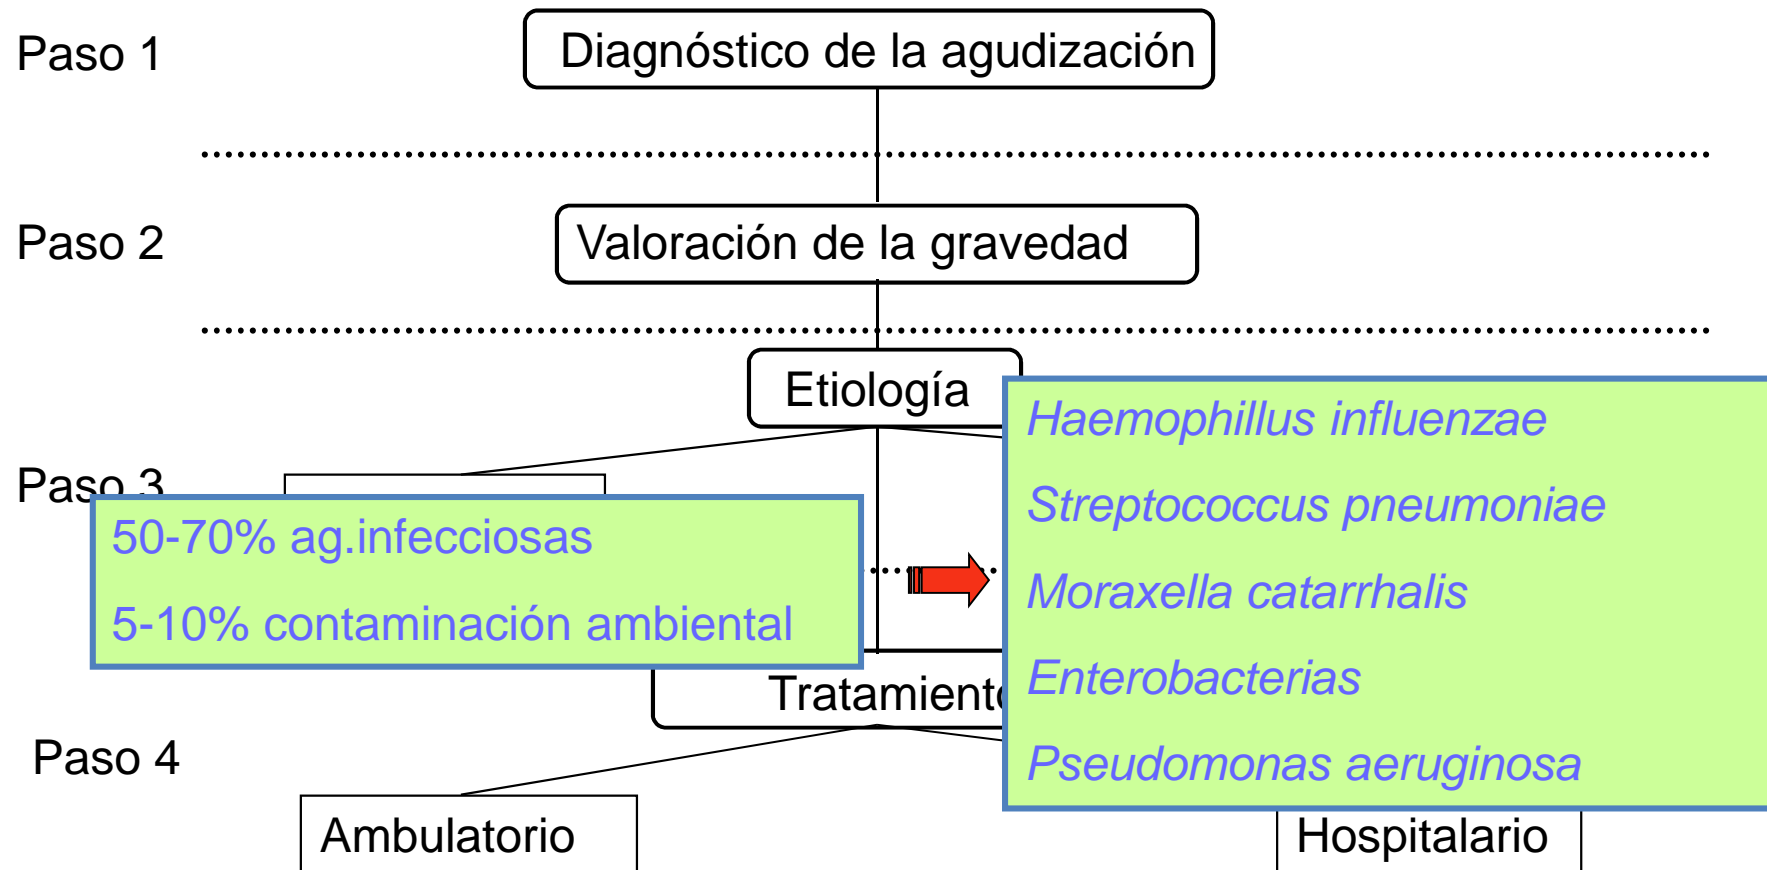 Paso 1
Diagnóstico de la agudización
Paso 2
Valoración de la gravedad
Etiología
Paso 3
50-70% ag.infecciosas
5-10% contaminación ambiental
Haemophillus influenzae
Streptococcus pneumoniae
Moraxella catarrhalis
Enterobacterias
Pseudomonas aeruginosa
Tratamiento
Paso 4
Ambulatorio
Hospitalario